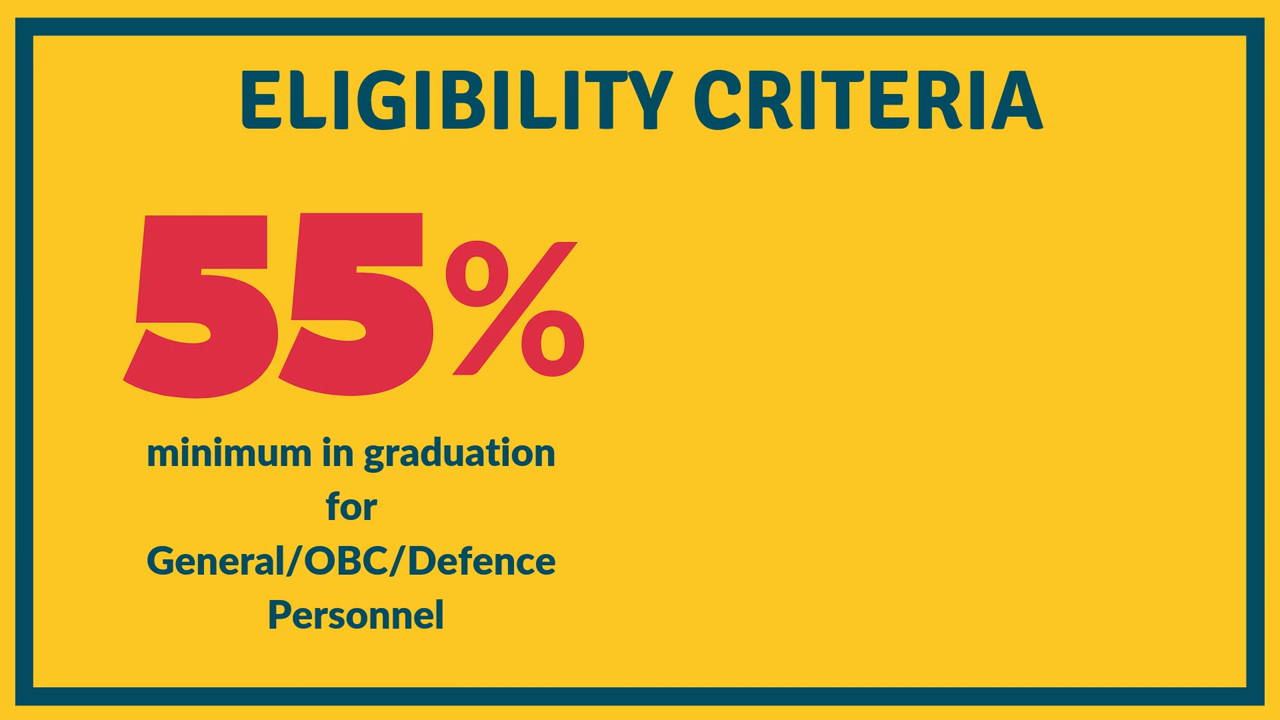 ELIGIBILITY CRITERIA
55%
minimum in graduation
for
General/OBC/Defence
Personnel